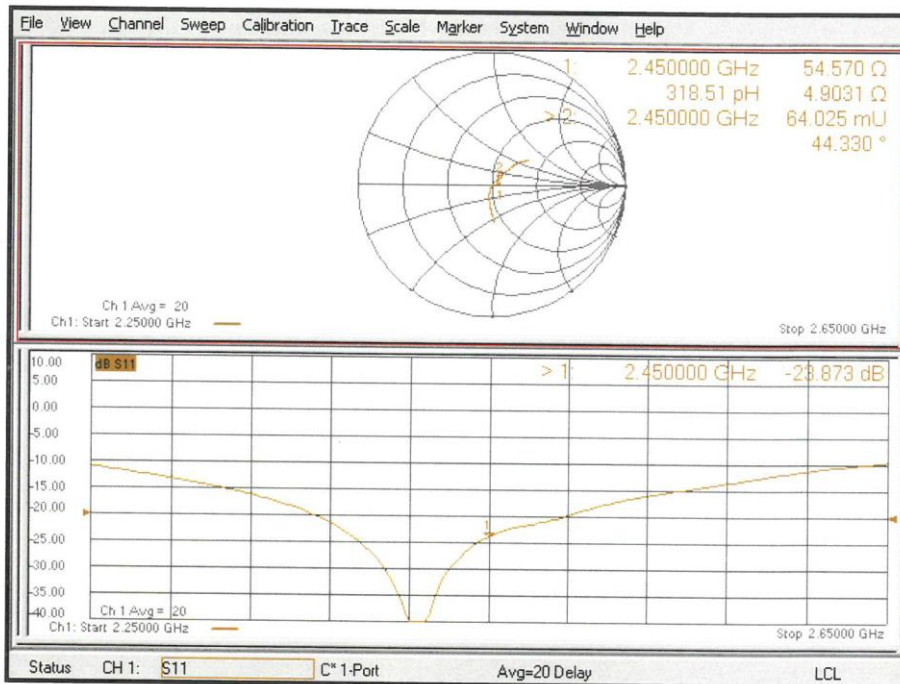 File View Channel Sweep Calibration Trace Scale Marker System Window Help
1: 2.450000 GHz 54.570 Ω
318.51 pH 4.9031 Ω
> 2: 2.450000 GHz 64.025 mU
44.330 °
2
1
Ch 1 Avg = 20
Ch1: Start 2.25000 GHz Stop 2.65000 GHz
10.00 dB S11 > 1: 2.450000 GHz -23.873 dB
5.00
0.00
-5.00
-10.00
-15.00
-20.00
-25.00 1
-30.00
-35.00
-40.00 Ch 1 Avg = 20
Ch1: Start 2.25000 GHz Stop 2.65000 GHz
Status CH 1: S11 C* 1-Port Avg=20 Delay LCL